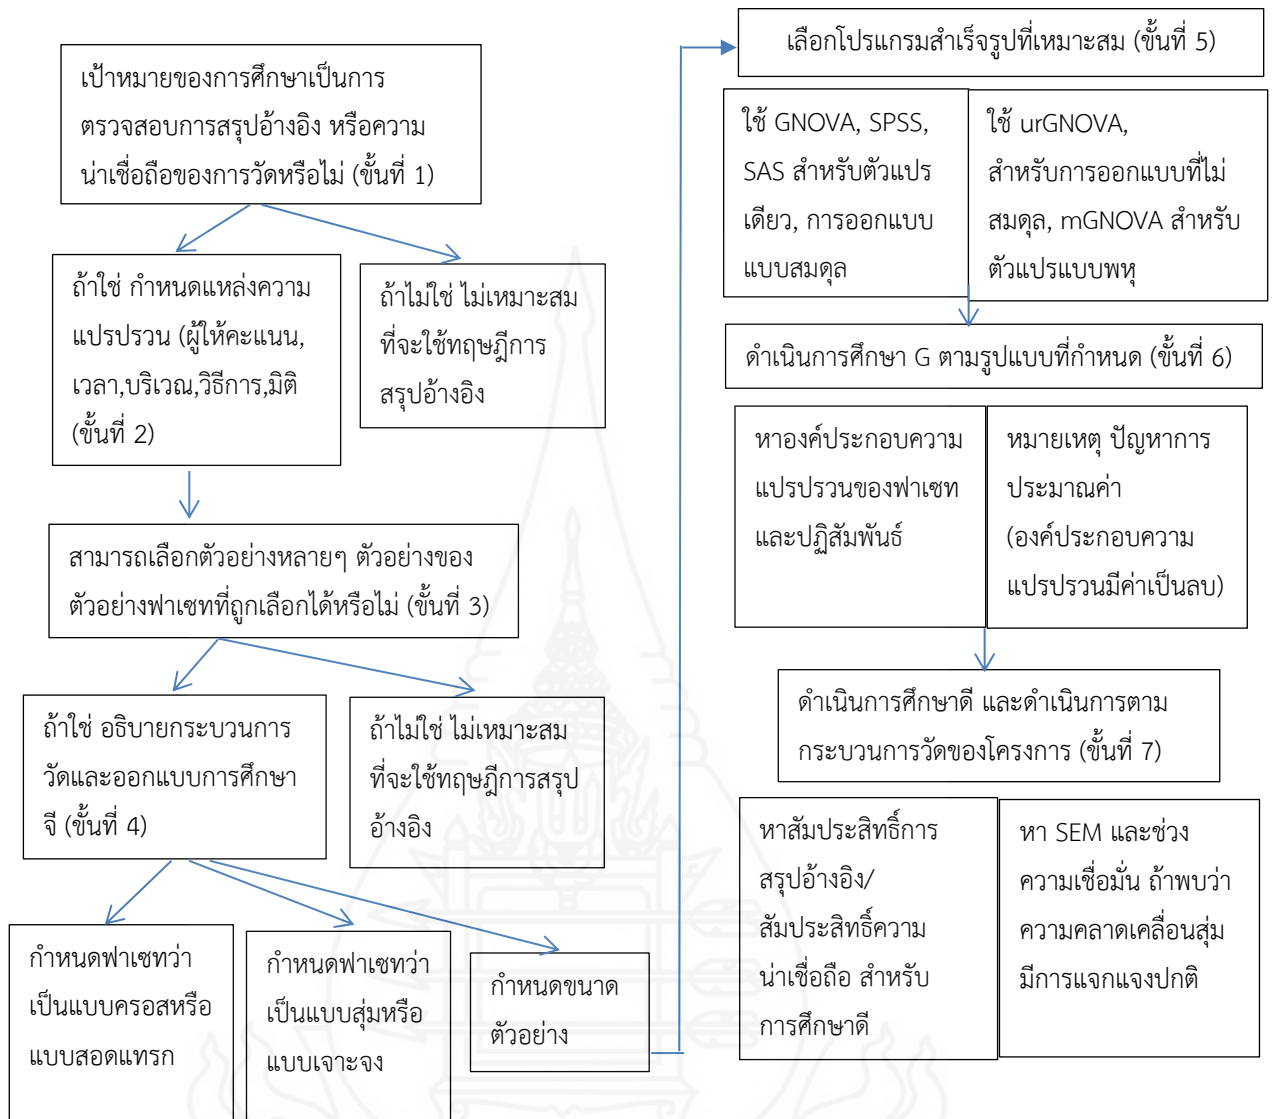 เป้าหมายของการศึกษาเป็นการ
ตรวจสอบการสรุปอ้างอิง หรือความ
น่าเชื่อถือของการวัดหรือไม่ (ขั้นที่ 1)
ถ้าใช่ กำหนดแหล่งความ
แปรปรวน (ผู้ให้คะแนน,
เวลา,บริเวณ,วิธีการ,มิติ
(ขั้นที่ 2)
ถ้าไม่ใช่ ไม่เหมาะสม
ที่จะใช้ทฤษฎีการ
สรุปอ้างอิง
สามารถเลือกตัวอย่างหลายๆ ตัวอย่างของ
ตัวอย่างฟาเซทที่ถูกเลือกได้หรือไม่ (ขั้นที่ 3)
ถ้าใช่ อธิบายกระบวนการ
วัดและออกแบบการศึกษา
จี (ขั้นที่ 4)
ถ้าไม่ใช่ ไม่เหมาะสม
ที่จะใช้ทฤษฎีการสรุป
อ้างอิง
กำหนดฟาเซทว่า
เป็นแบบครอสหรือ
แบบสอดแทรก
กำหนดฟาเซทว่า
เป็นแบบสุ่มหรือ
แบบเจาะจง
กำหนดขนาด
ตัวอย่าง
เลือกโปรแกรมสำเร็จรูปที่เหมาะสม (ขั้นที่ 5)
ใช้ GNOVA, SPSS,
SAS สำหรับตัวแปร
เดียว, การออกแบบ
แบบสมดุล
ใช้ urGNOVA,
สำหรับการออกแบบที่ไม่
สมดุล, mGNOVA สำหรับ
ตัวแปรแบบพหุ
ดำเนินการศึกษา G ตามรูปแบบที่กำหนด (ขั้นที่ 6)
หาองค์ประกอบความ
แปรปรวนของฟาเซท
และปฏิสัมพันธ์
หมายเหตุ ปัญหาการ
ประมาณค่า
(องค์ประกอบความ
แปรปรวนมีค่าเป็นลบ)
ดำเนินการศึกษาดี และดำเนินการตาม
กระบวนการวัดของโครงการ (ขั้นที่ 7)
หาสัมประสิทธิ์การ
สรุปอ้างอิง/
สัมประสิทธิ์ความ
น่าเชื่อถือ สำหรับ
การศึกษาดี
หา SEM และช่วง
ความเชื่อมั่น ถ้าพบว่า
ความคลาดเคลื่อนสุ่ม
มีการแจกแจงปกติ